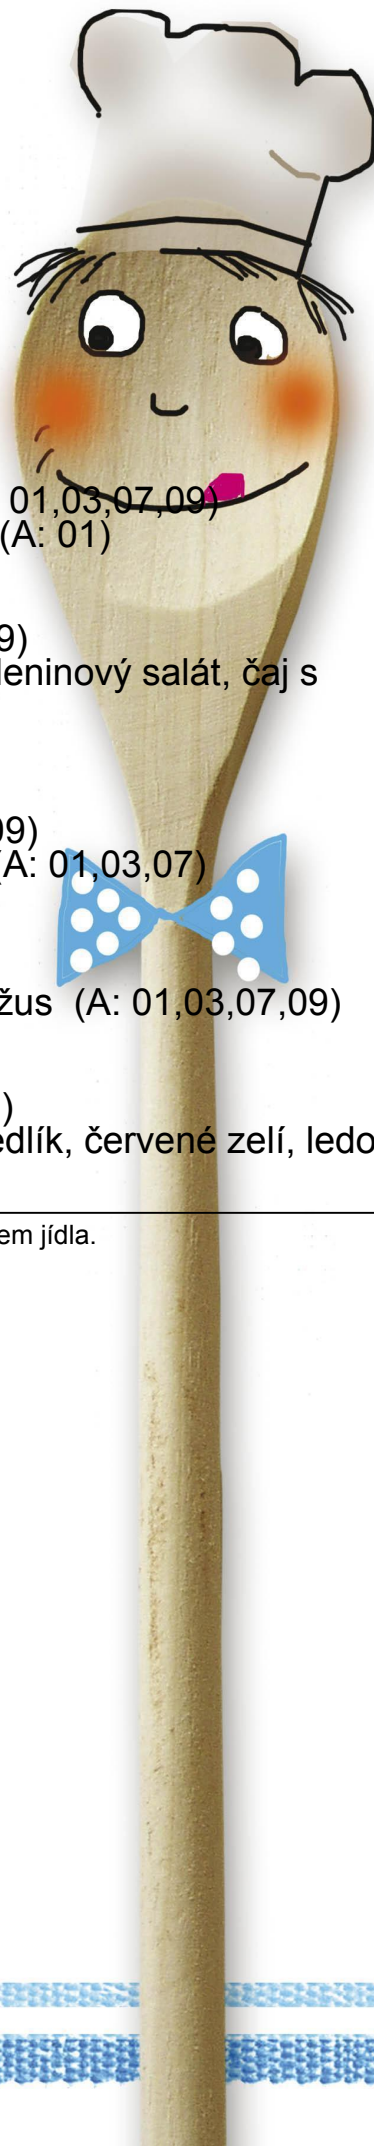 01,03,07,09)
(A: 01)
9)
leninový salát, čaj s
09)
(A: 01,03,07)
žus (A: 01,03,07,09)
)
edlík, červené zelí, ledo
em jídla.